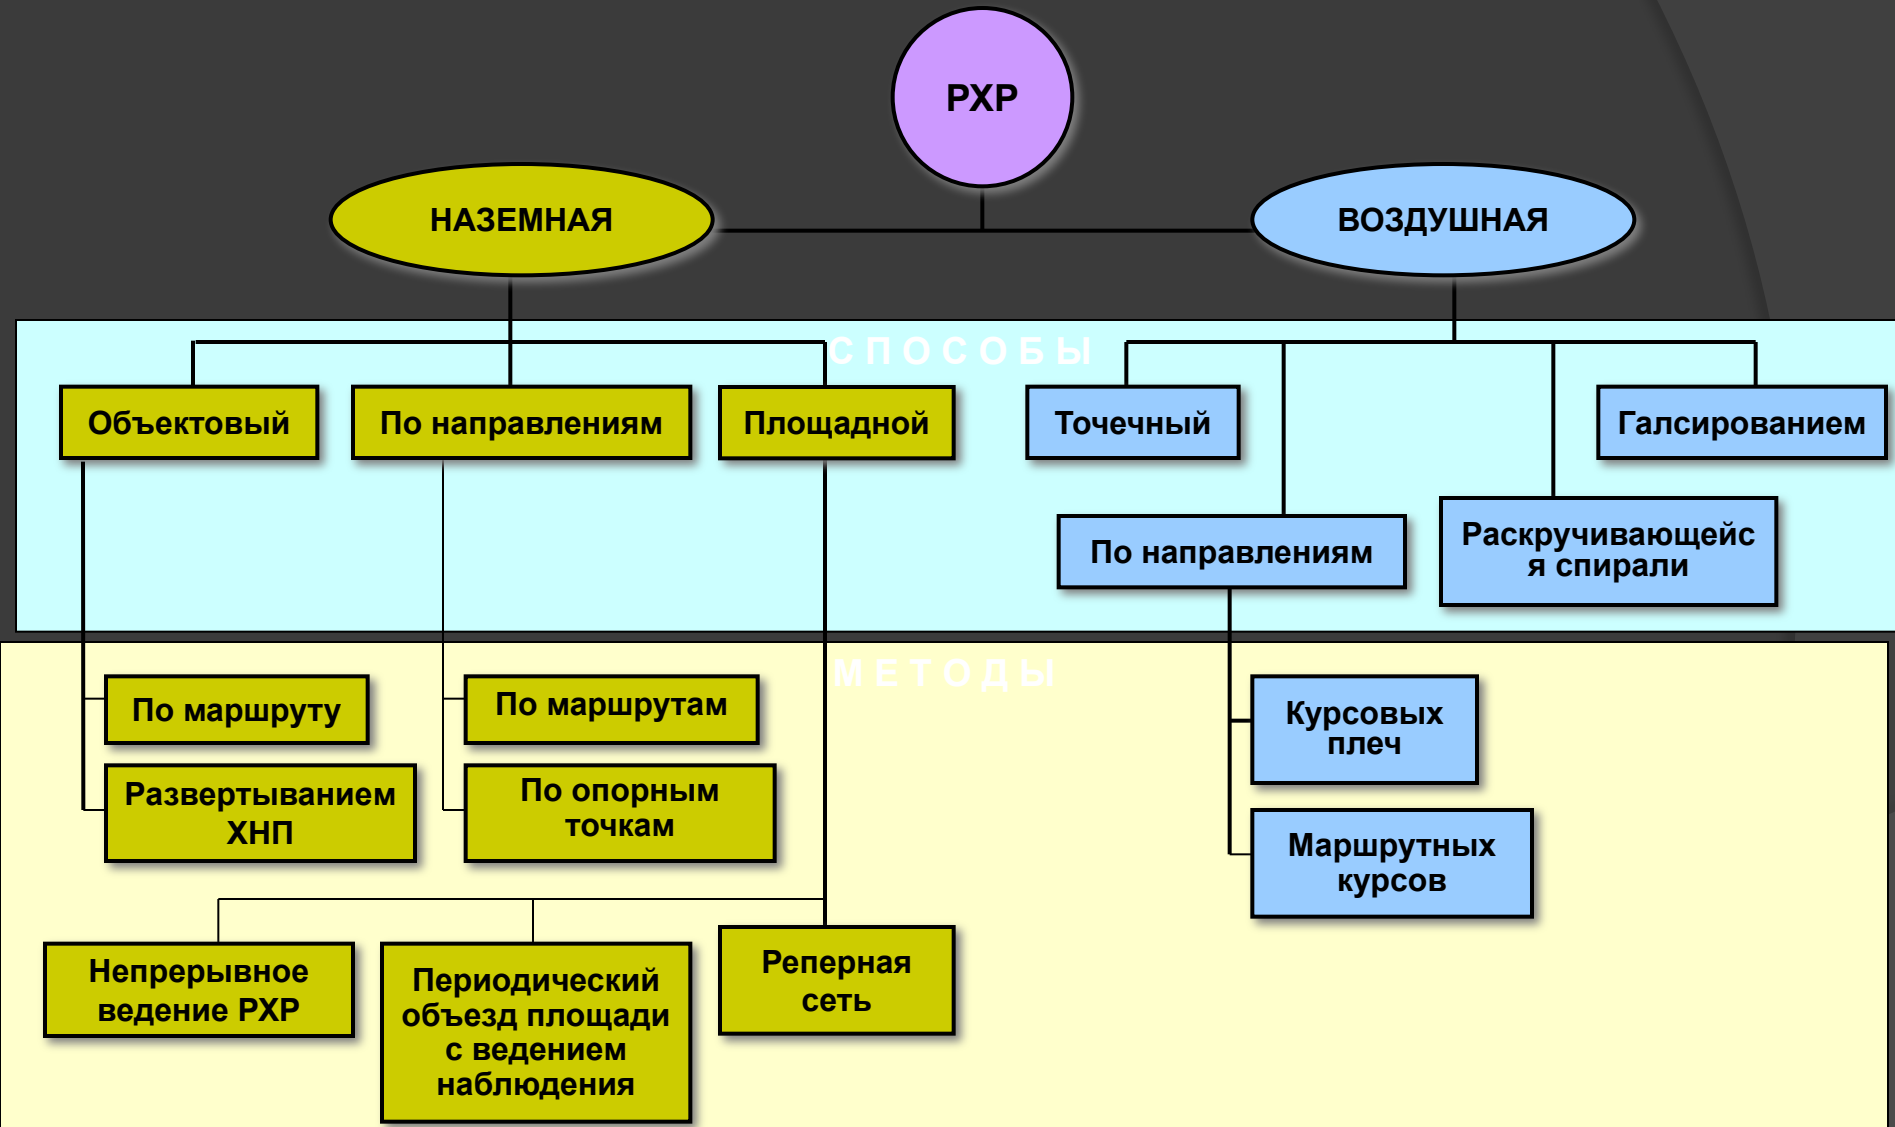 РХР
НАЗЕМНАЯ
ВОЗДУШНАЯ
СПОСОБЫ
Объектовый
По направлениям
Площадной
Точечный
Галсированием
По направлениям
Раскручивающейс
я спирали
МЕТОДЫ
По маршруту
По маршрутам
Курсовых
плеч
Развертыванием
ХНП
По опорным
точкам
Маршрутных
курсов
Непрерывное
ведение РХР
Периодический
объезд площади
с ведением
наблюдения
Реперная
сеть